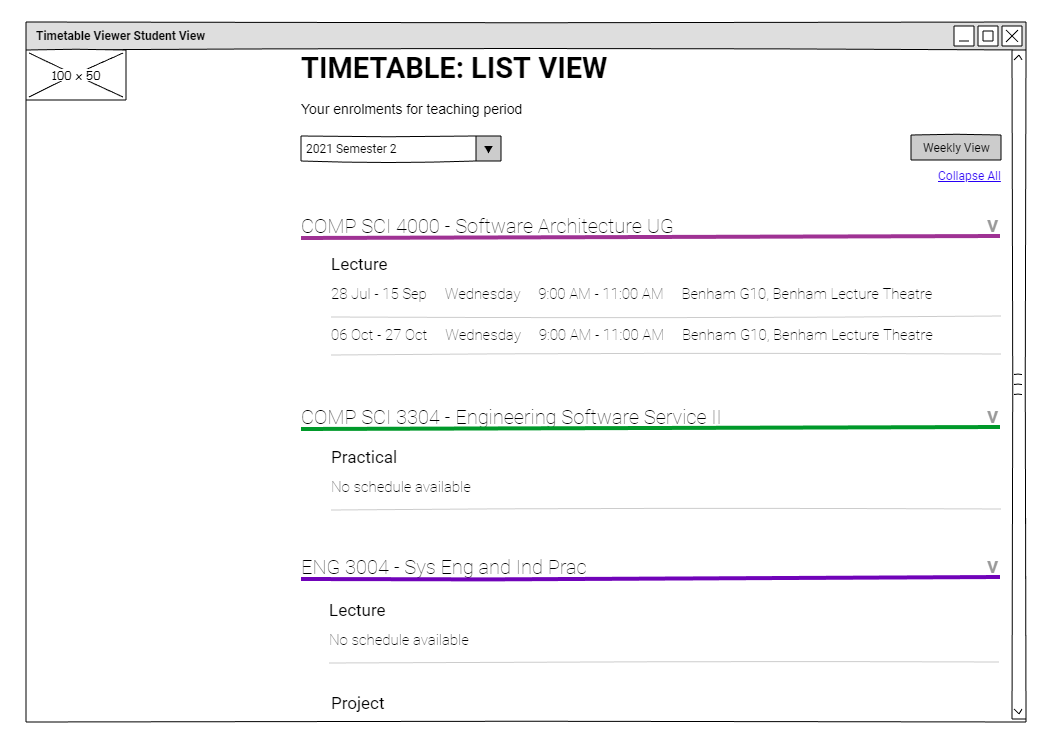 Timetable Viewer Student View
100 x 50
TIMETABLE: LIST VIEW
Your enrolments for teaching period
2021 Semester 2
Weekly View
Collapse All
COMP SCI 4000 - Software Architecture UG V
Lecture
28 Jul - 15 Sep Wednesday 9:00 AM - 11:00 AM Benham G10, Benham Lecture Theatre
06 Oct - 27 Oct Wednesday 9:00 AM - 11:00 AM Benham G10, Benham Lecture Theatre
COMP SCI 3304 - Engineering Software Service II V
Practical
No schedule available
ENG 3004 - Sys Eng and Ind Prac V
Lecture
No schedule available
Project